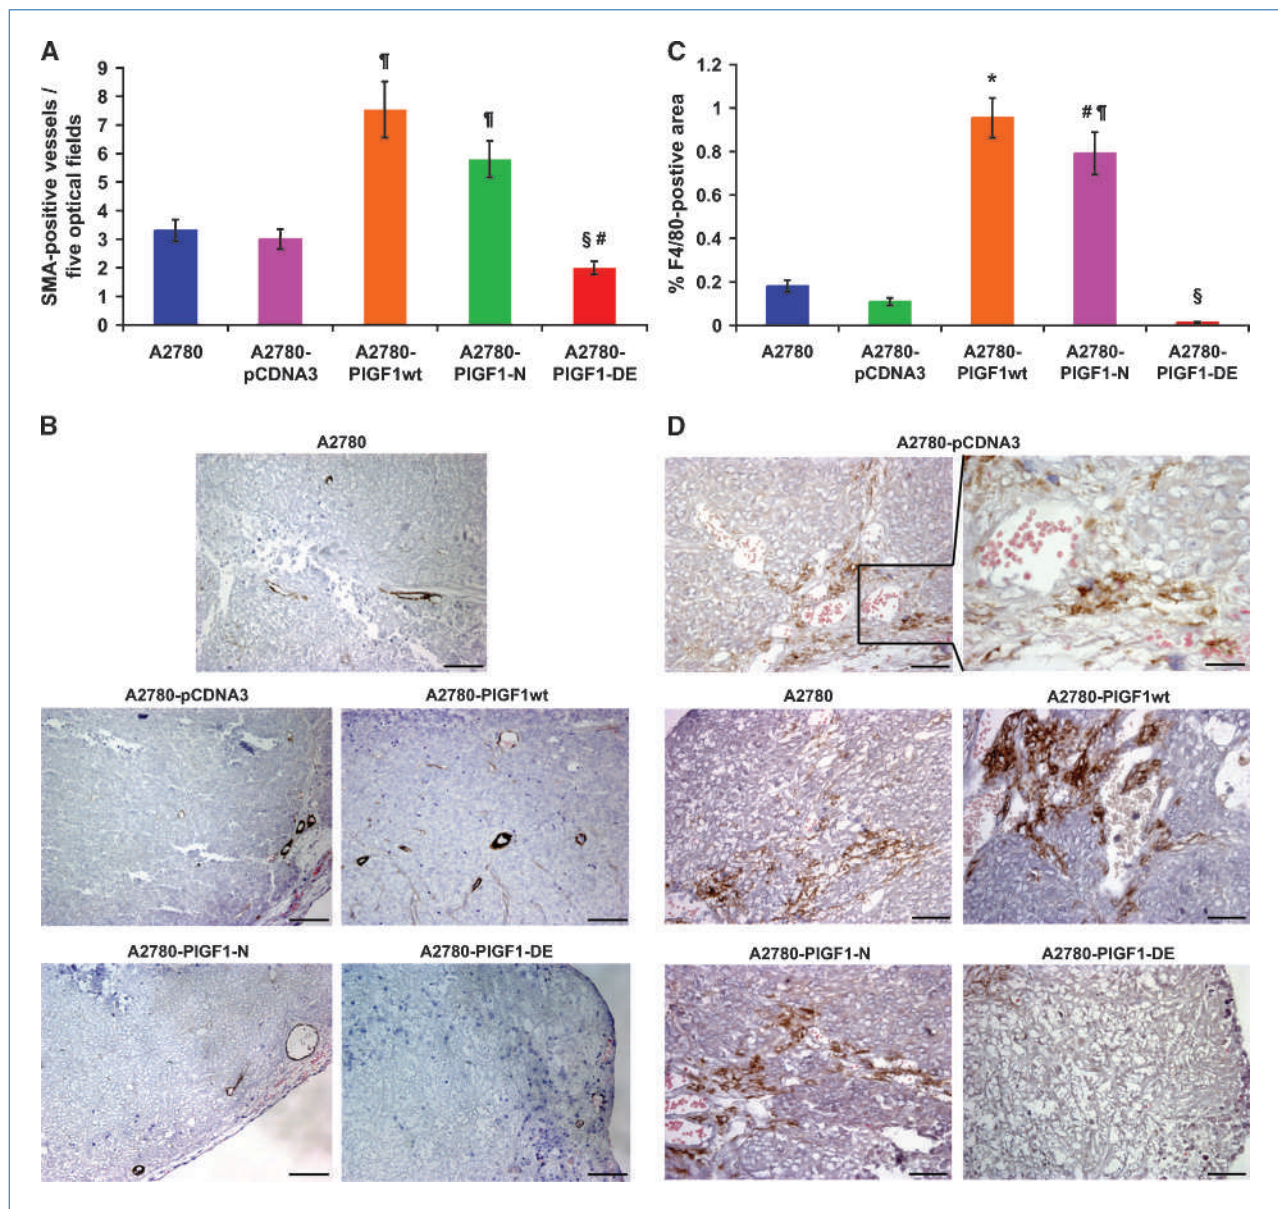 A
SMA-positive vessels /
five optical fields
9
8
7
6
5
4
3
2
1
0
¶
¶
§ #
A2780
A2780-
pCDNA3
A2780-
PlGF1wt
A2780-
PlGF1-N
A2780-
PlGF1-DE
C
% F4/80-postive area
1.2
1
0.8
0.6
0.4
0.2
0
*
# ¶
§
A2780
A2780-
pCDNA3
A2780-
PlGF1wt
A2780-
PlGF1-N
A2780-
PlGF1-DE
B
A2780
A2780-pCDNA3
A2780-PlGF1wt
A2780-PlGF1-N
A2780-PlGF1-DE
D
A2780-pCDNA3
A2780
A2780-PlGF1wt
A2780-PlGF1-N
A2780-PlGF1-DE